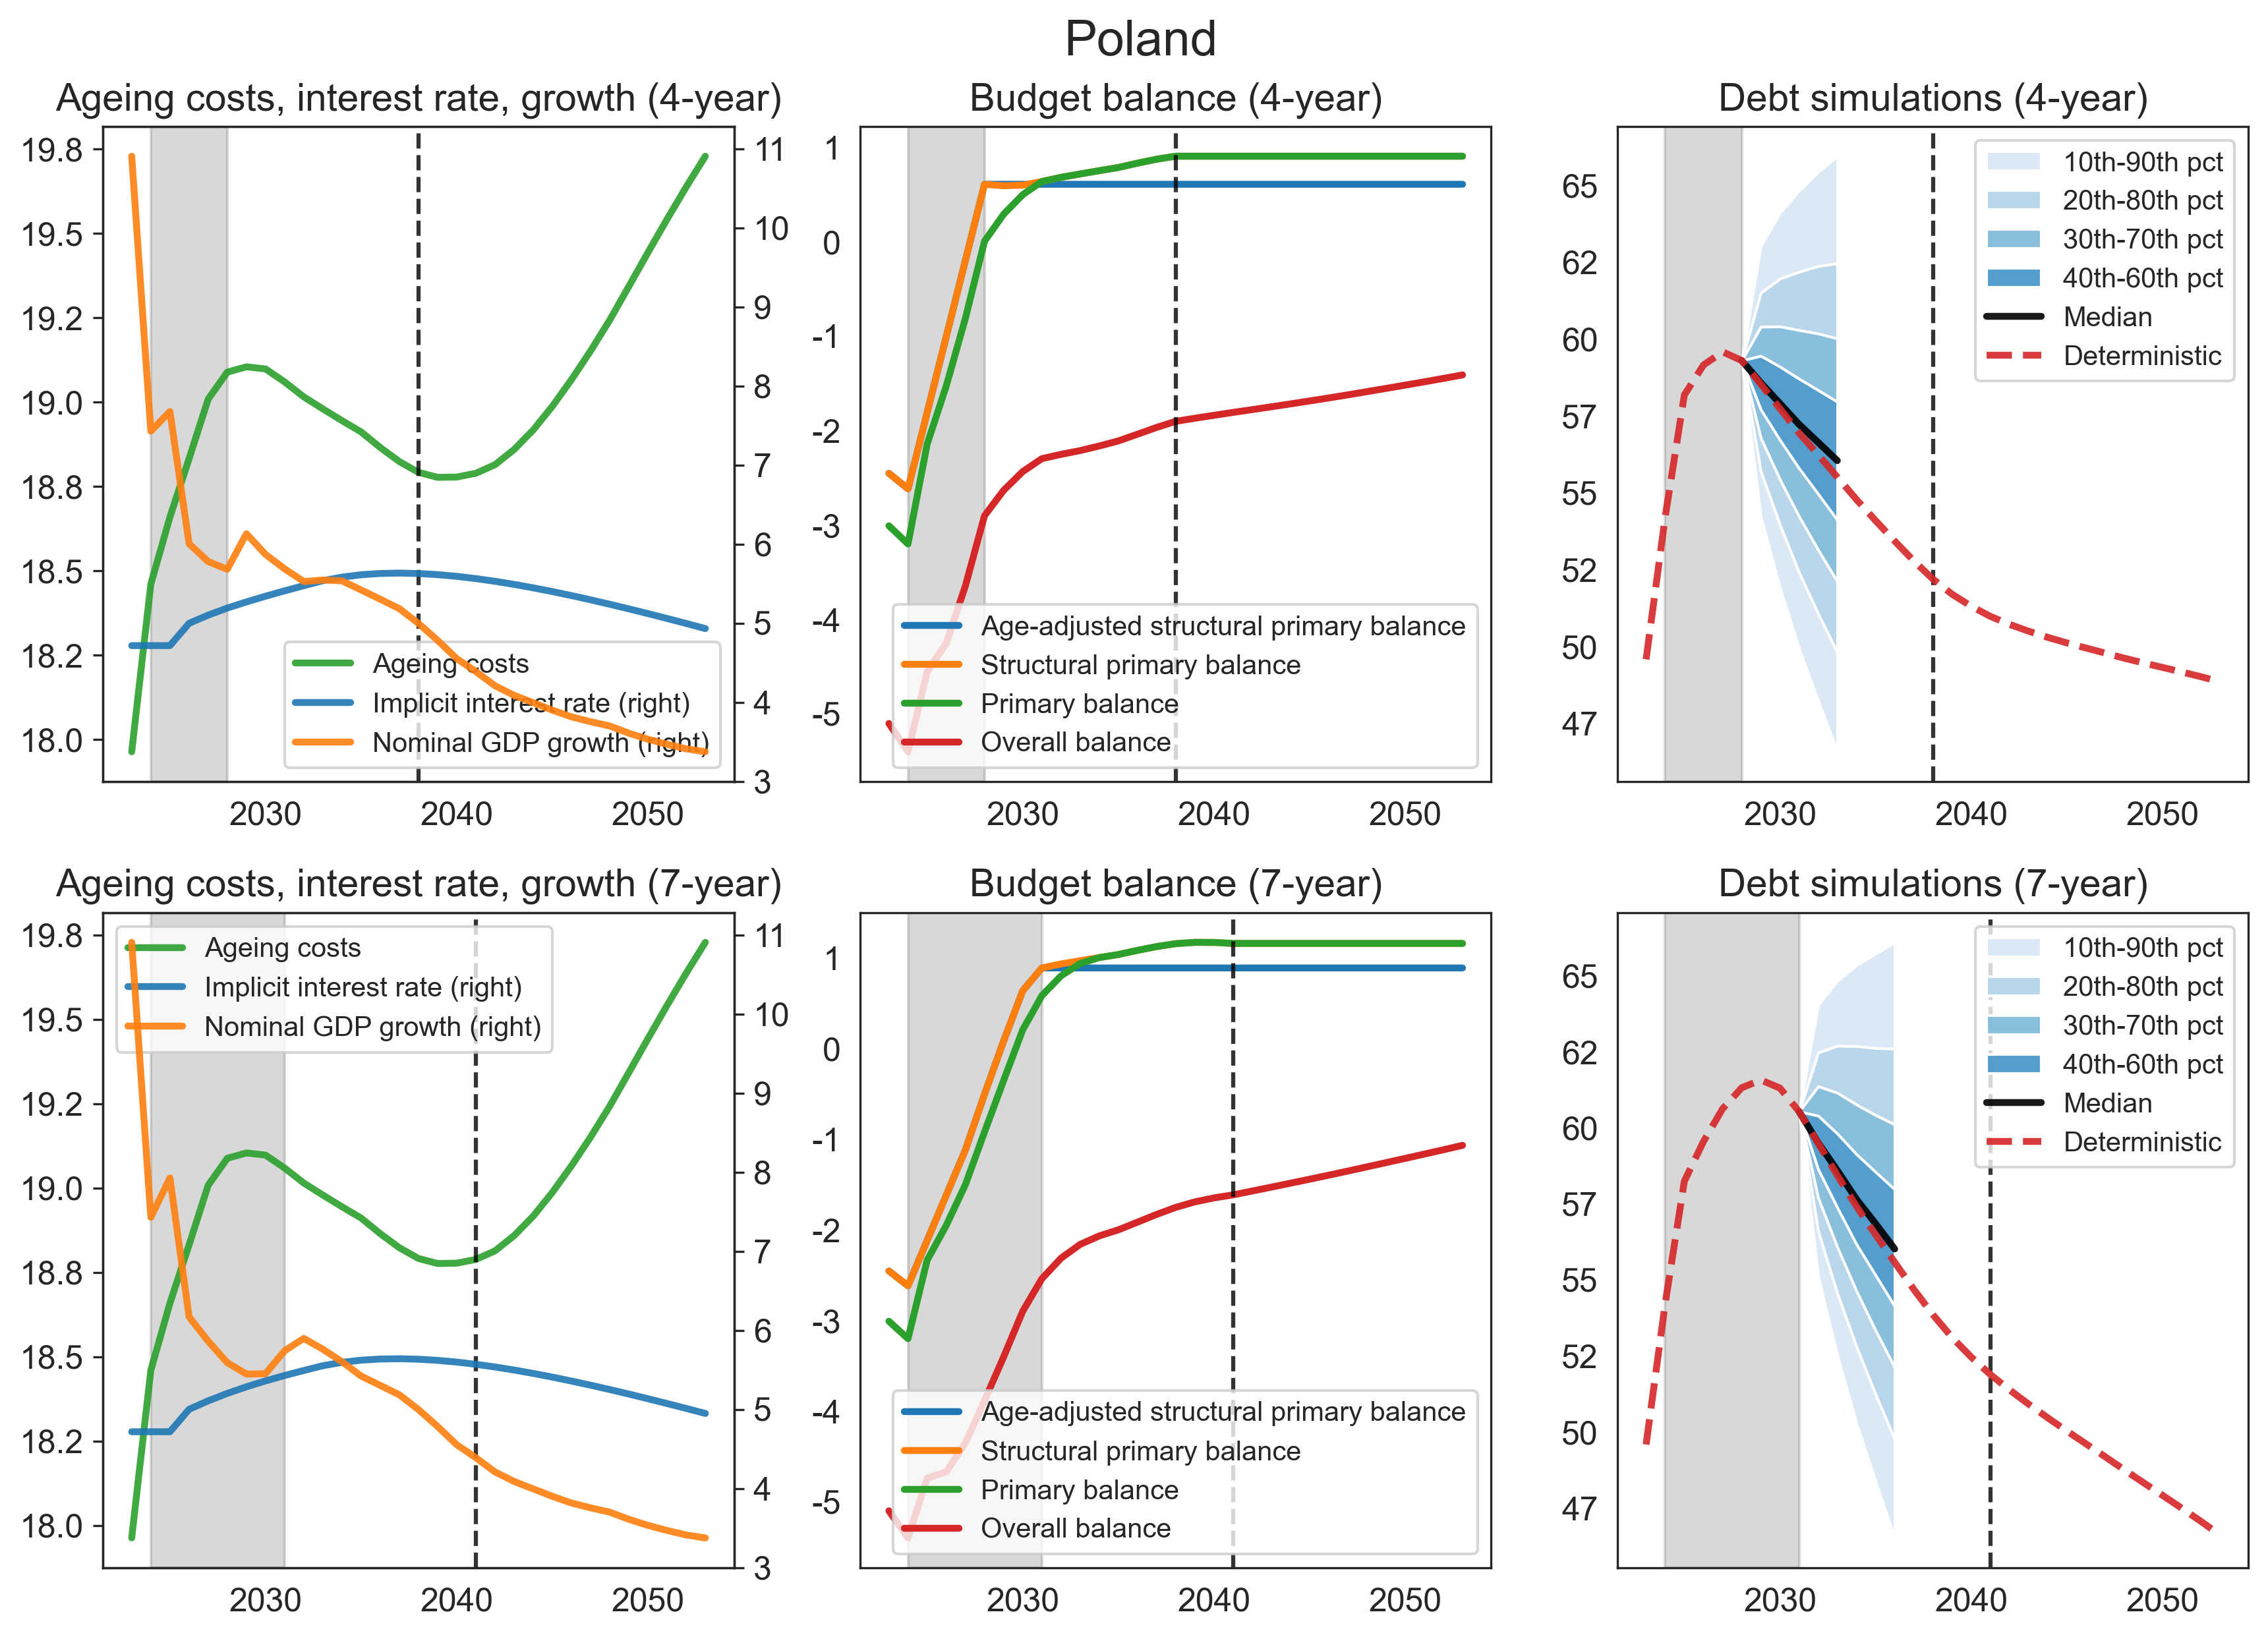 Poland
Ageing costs, interest rate, growth (4-year)
19.8
19.5
19.2
19.0
18.8
18.5
18.2
18.0
11
10
9
8
7
6
5
4
3
2030 2040 2050
Ageing costs
Implicit interest rate (right)
Nominal GDP growth (right)
Budget balance (4-year)
1
0
-1
-2
-3
-4
-5
2030 2040 2050
Age-adjusted structural primary balance
Structural primary balance
Primary balance
Overall balance
Debt simulations (4-year)
65
62
60
57
55
52
50
47
2030 2040 2050
10th-90th pct
20th-80th pct
30th-70th pct
40th-60th pct
Median
Deterministic
Ageing costs, interest rate, growth (7-year)
19.8
19.5
19.2
19.0
18.8
18.5
18.2
18.0
11
10
9
8
7
6
5
4
3
2030 2040 2050
Ageing costs
Implicit interest rate (right)
Nominal GDP growth (right)
Budget balance (7-year)
1
0
-1
-2
-3
-4
-5
2030 2040 2050
Age-adjusted structural primary balance
Structural primary balance
Primary balance
Overall balance
Debt simulations (7-year)
65
62
60
57
55
52
50
47
2030 2040 2050
10th-90th pct
20th-80th pct
30th-70th pct
40th-60th pct
Median
Deterministic